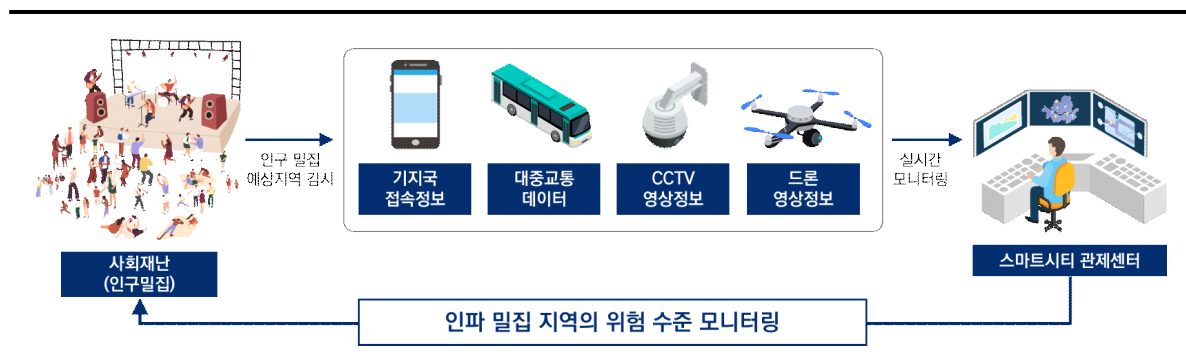 인구 밀집
예상지역 감시
기지국
접속정보
대중교통
데이터
CCTV
영상정보
드론
영상정보
실시간
모니터링
사회재난
(인구밀집)
스마트시티 관제센터
인파 밀집 지역의 위험 수준 모니터링